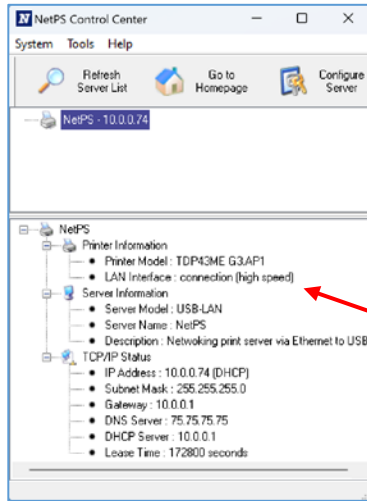 NetPS Control Center
System Tools Help
Refresh Server List
Go to Homepage
Configure Server
NetPS - 10.0.0.74
NetPS
Printer Information
Printer Model : TDP43ME G3.AP1
LAN Interface : connection (high speed)
Server Information
Server Model : USB-LAN
Server Name : NetPS
Description : Netwoking print server via Ethernet to USB
TCP/IP Status
IP Address : 10.0.0.74 (DHCP)
Subnet Mask : 255.255.255.0
Gateway : 10.0.0.1
DNS Server : 75.75.75.75
DHCP Server : 10.0.0.1
Lease Time : 172800 seconds